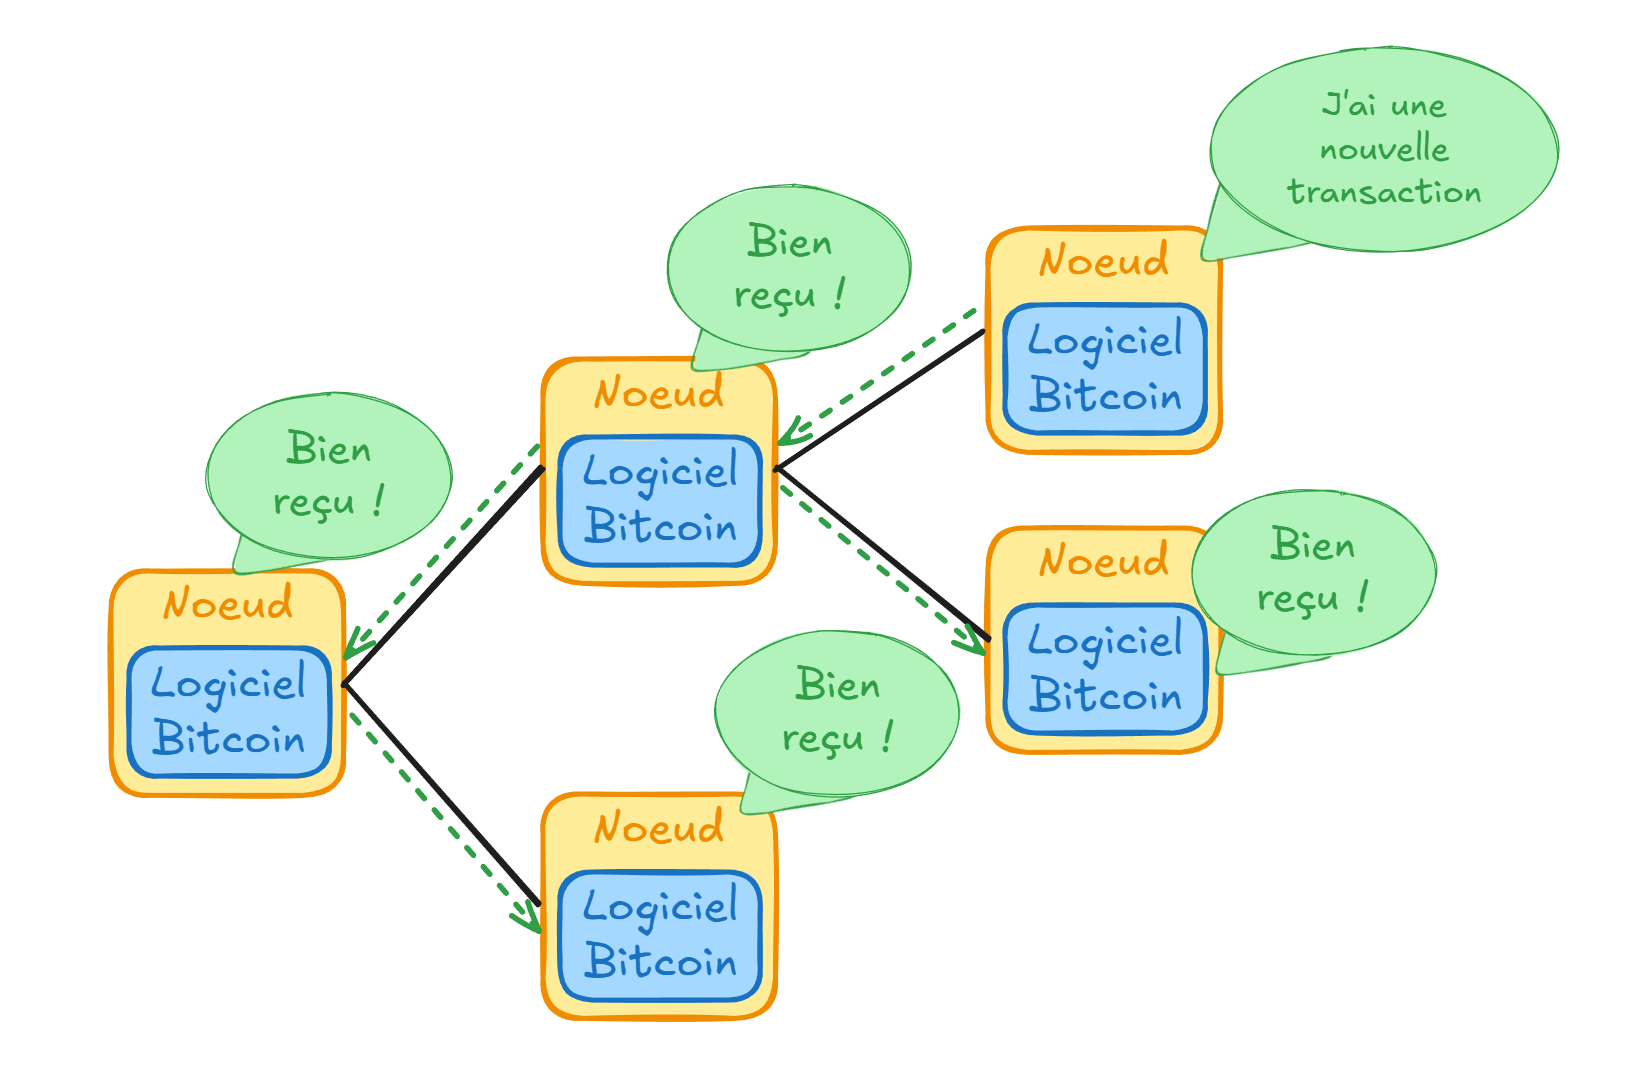 J'ai une
nouvelle
transaction
Noeud
Logiciel
Bitcoin
Bien
reçu !
Noeud
Logiciel
Bitcoin
Bien
reçu !
Noeud
Logiciel
Bitcoin
Bien
reçu !
Noeud
Logiciel
Bitcoin
Bien
reçu !
Noeud
Logiciel
Bitcoin